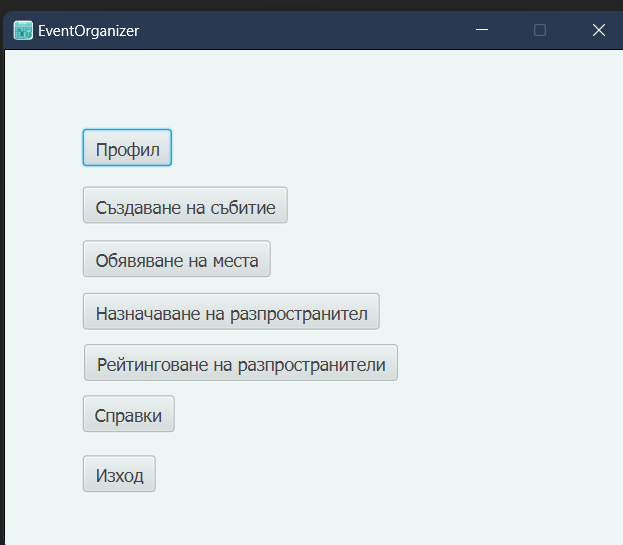 EventOrganizer
Профил
Създаване на събитие
Обявяване на места
Назначаване на разпространител
Рейтинговане на разпространители
Справки
Изход